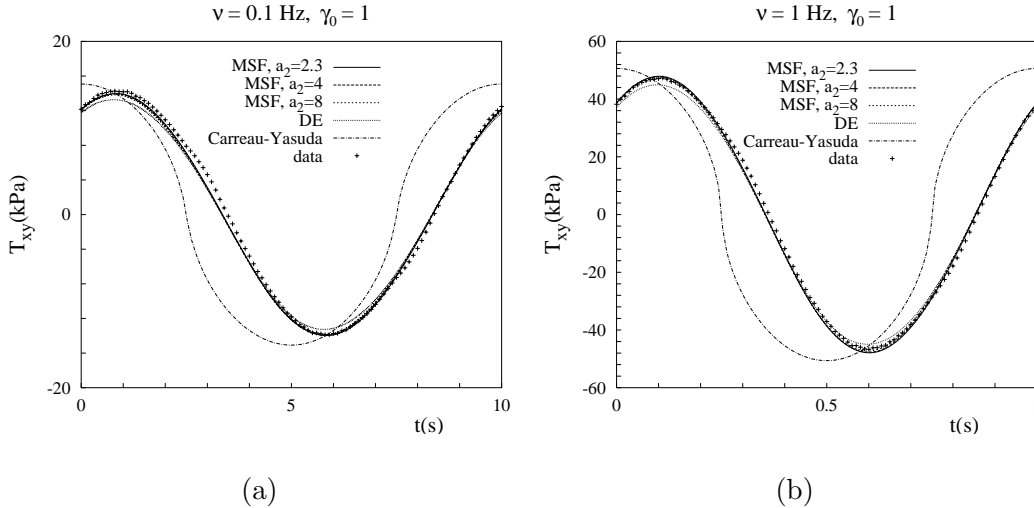 ν = 0.1 Hz, γ₀ = 1
20
0
-20
0
5
10
T_xy(kPa)
t(s)
MSF, a₂=2.3
MSF, a₂=4
MSF, a₂=8
DE
Carreau-Yasuda
data
(a)
ν = 1 Hz, γ₀ = 1
60
40
20
0
-20
-40
-60
0
0.5
T_xy(kPa)
t(s)
MSF, a₂=2.3
MSF, a₂=4
MSF, a₂=8
DE
Carreau-Yasuda
data
(b)